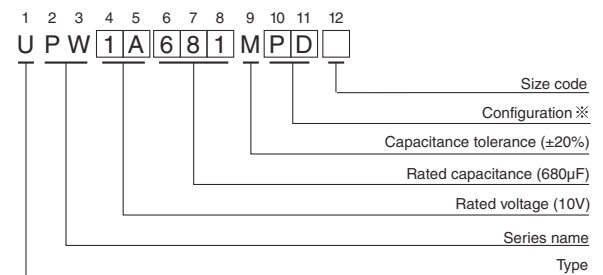 1 2 3 4 5 6 7 8 9 10 11 12
U P W 1 A 6 8 1 M P D
Size code
Configuration ※
Capacitance tolerance (±20%)
Rated capacitance (680µF)
Rated voltage (10V)
Series name
Type